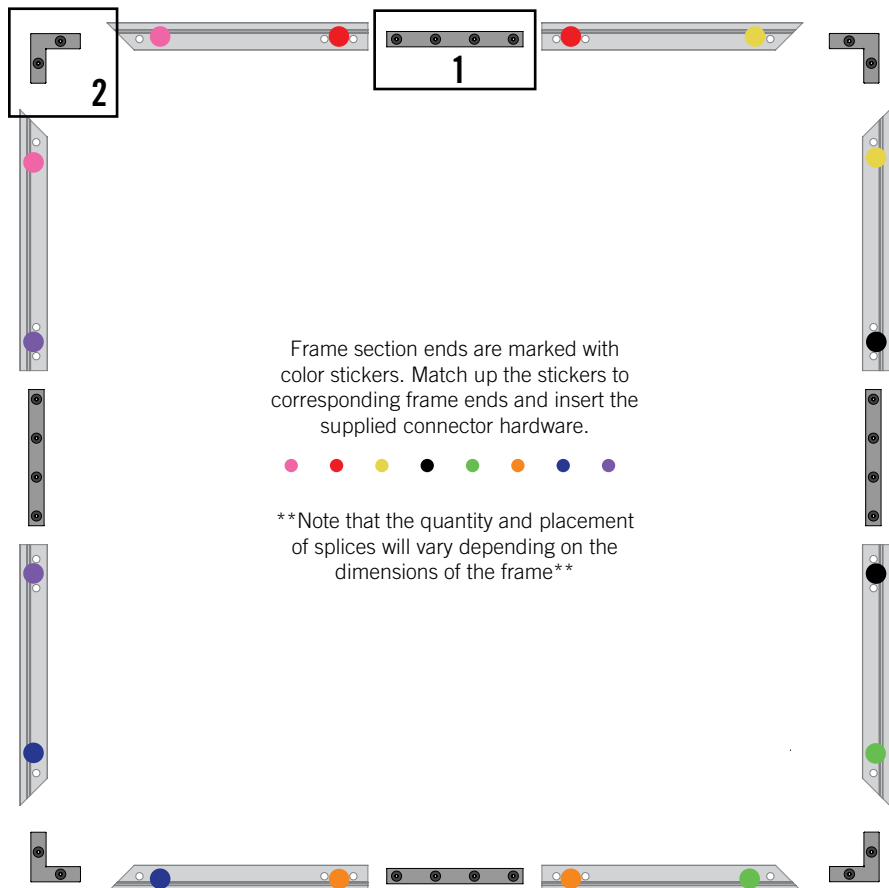 1
2
Frame section ends are marked with
color stickers. Match up the stickers to
corresponding frame ends and insert the
supplied connector hardware.
**Note that the quantity and placement
of splices will vary depending on the
dimensions of the frame**